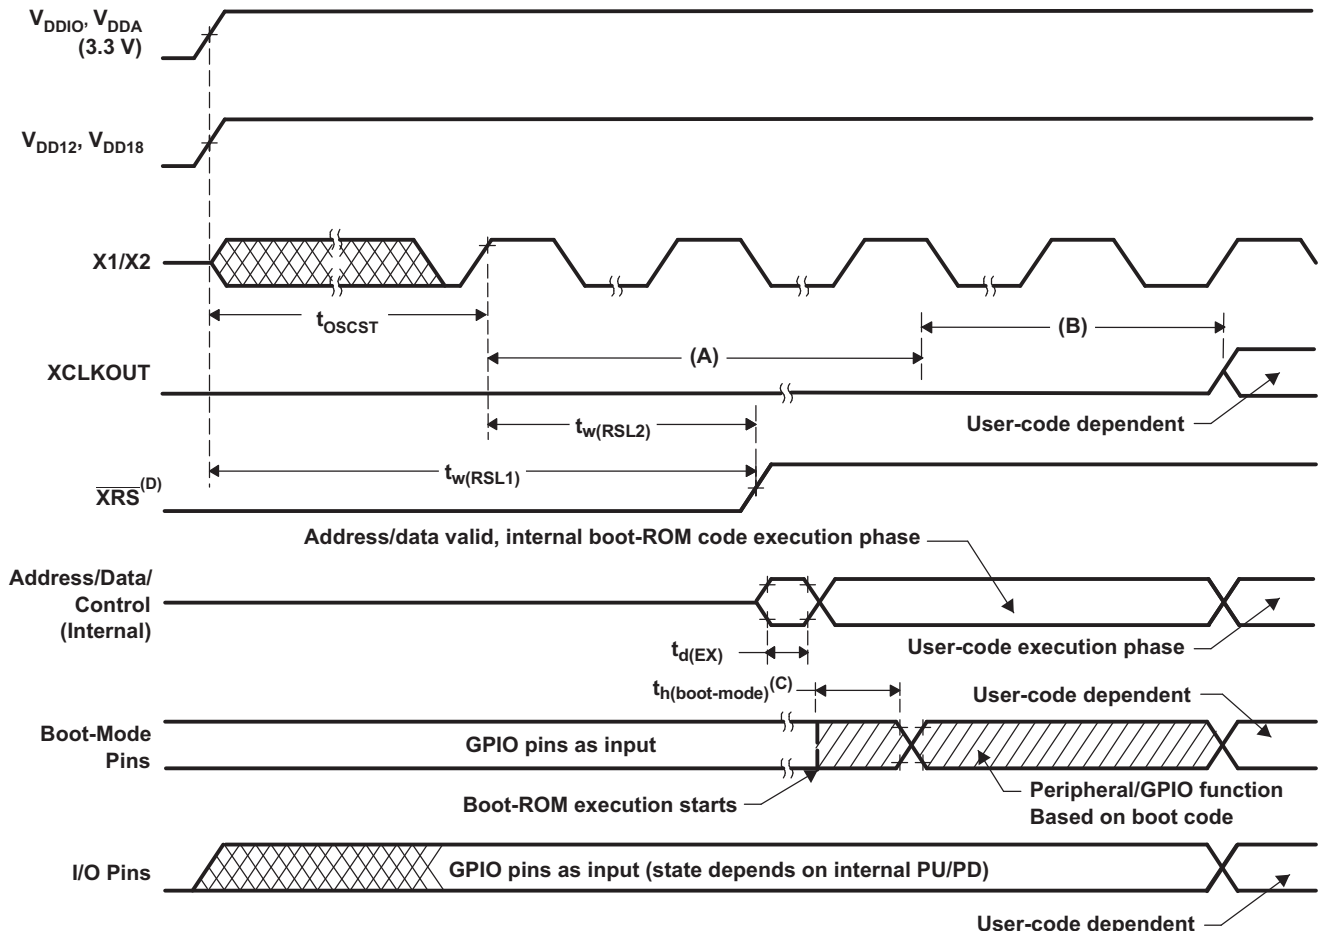 VDDIO, VDDA
(3.3 V)
VDD12, VDD18
X1/X2
tOSCST
(B)
(A)
XCLKOUT
User-code dependent
tw(RSL2)
tw(RSL1)
XRS(D)
Address/data valid, internal boot-ROM code execution phase
Address/Data/
Control
(Internal)
td(EX)
User-code execution phase
th(boot-mode)(C)
User-code dependent
Boot-Mode
Pins
GPIO pins as input
Boot-ROM execution starts
Peripheral/GPIO function
Based on boot code
I/O Pins
GPIO pins as input (state depends on internal PU/PD)
User-code dependent